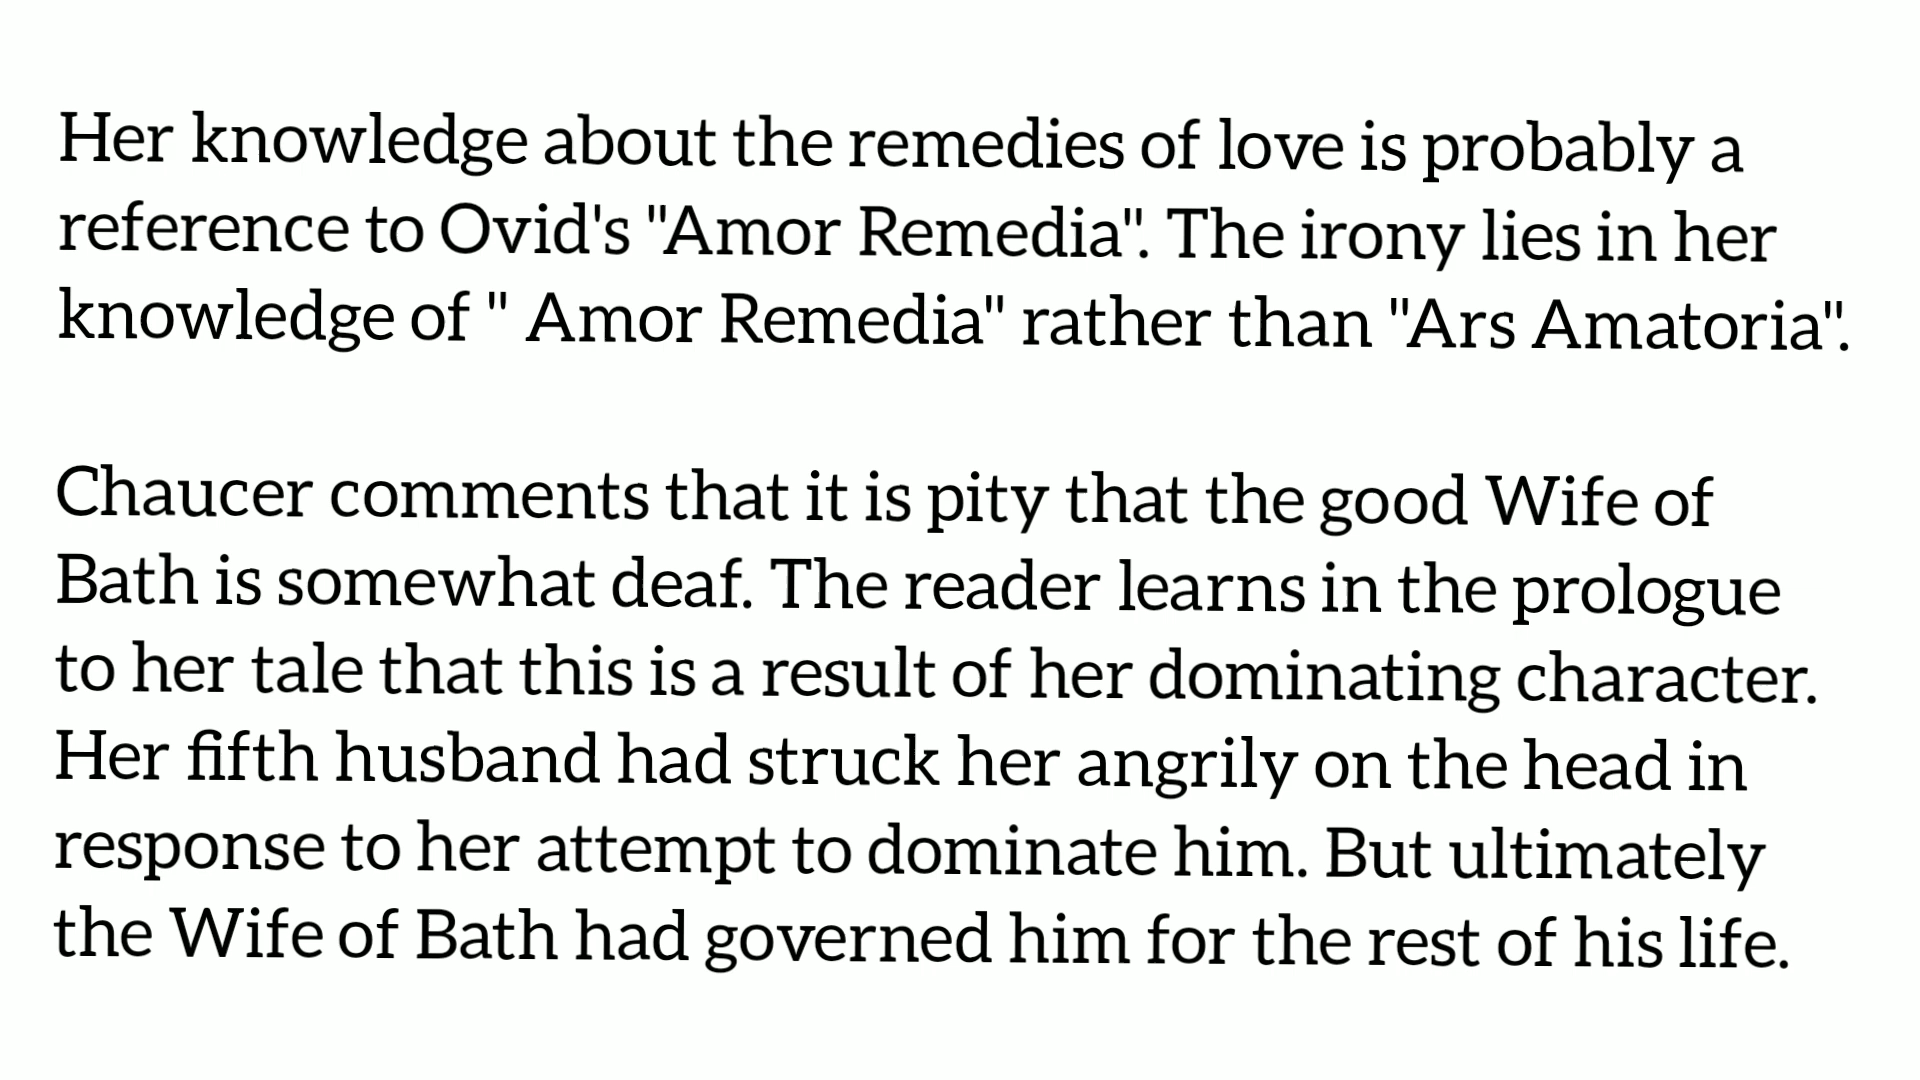 Her knowledge about the remedies of love is probably a
reference to Ovid's "Amor Remedia". The irony lies in her
knowledge of " Amor Remedia" rather than "Ars Amatoria".
Chaucer comments that it is pity that the good Wife of
Bath is somewhat deaf. The reader learns in the prologue
to her tale that this is a result of her dominating character.
Her fifth husband had struck her angrily on the head in
response to her attempt to dominate him. But ultimately
the Wife of Bath had governed him for the rest of his life.